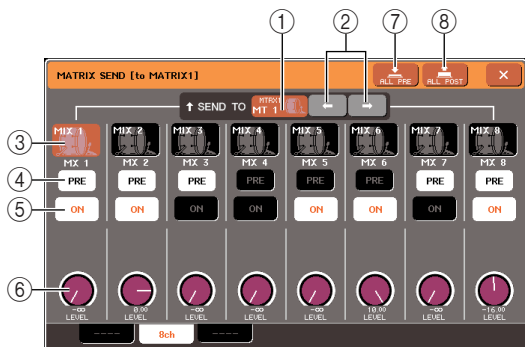 ① ② ⑦ ⑧
MATRIX SEND [to MATRIX1] ALL PRE ALL POST ×
↑ SEND TO MTRX1 MT 1 ← →
③ MIX 1 MIX 2 MIX 3 MIX 4 MIX 5 MIX 6 MIX 7 MIX 8
MX 1 MX 2 MX 3 MX 4 MX 5 MX 6 MX 7 MX 8
④ PRE PRE PRE PRE PRE PRE PRE PRE
⑤ ON ON ON ON ON ON ON ON
⑥
-∞ 0.00 -∞ -∞ -∞ 10.00 -∞ -16.00
LEVEL LEVEL LEVEL LEVEL LEVEL LEVEL LEVEL LEVEL
---- 8ch ----